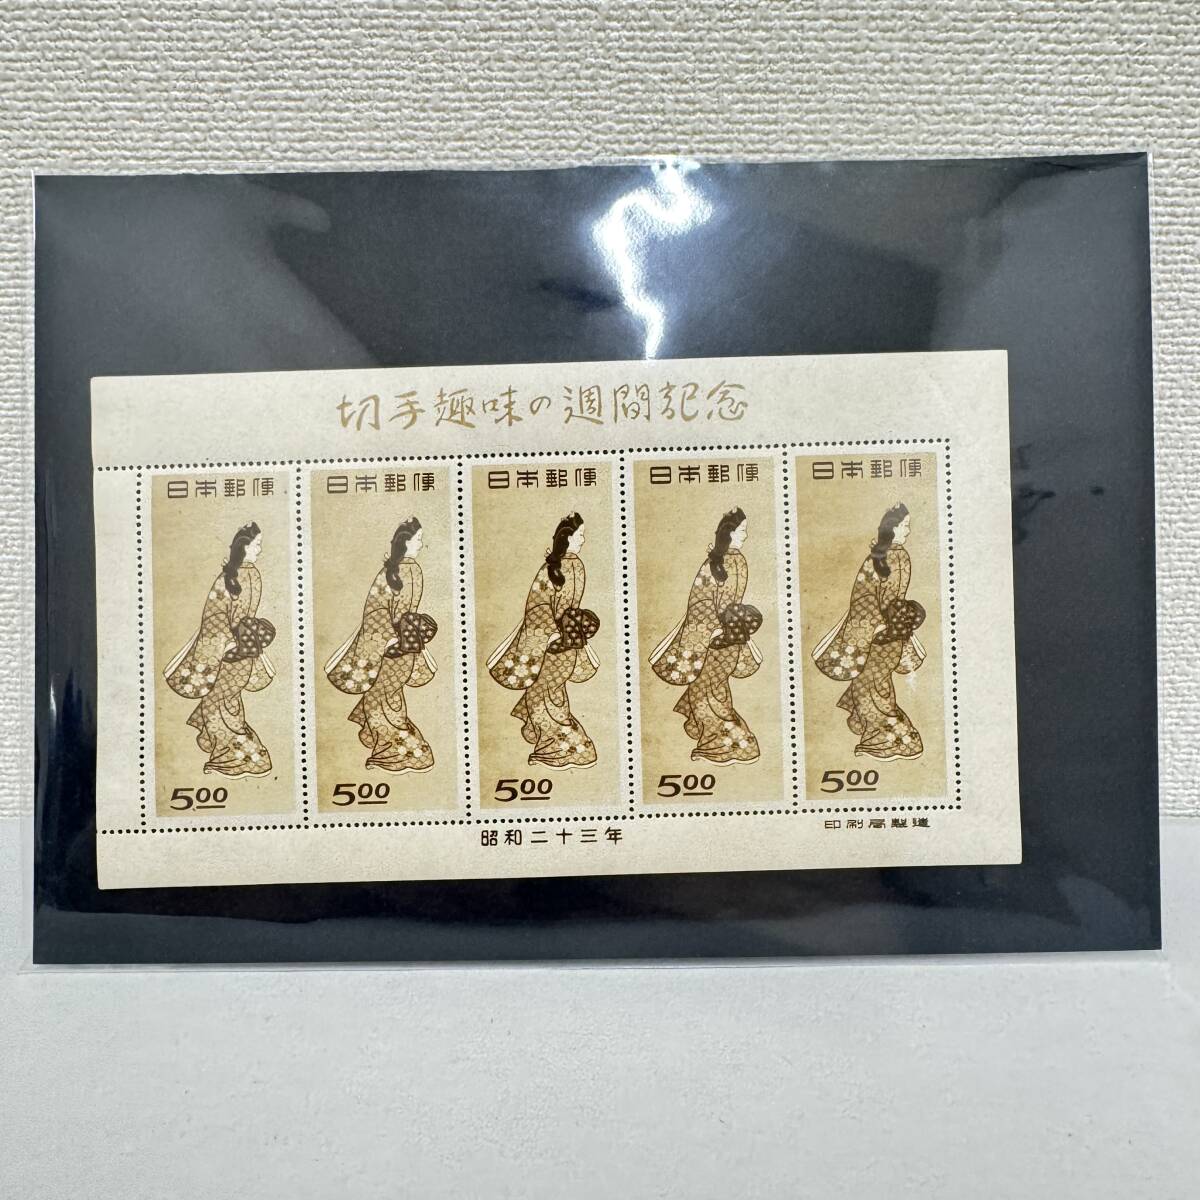 切手趣味の週間記念
日本郵便 日本郵便 日本郵便 日本郵便 日本郵便
5.00 5.00 5.00 5.00 5.00
昭和二十三年
印刷局製造